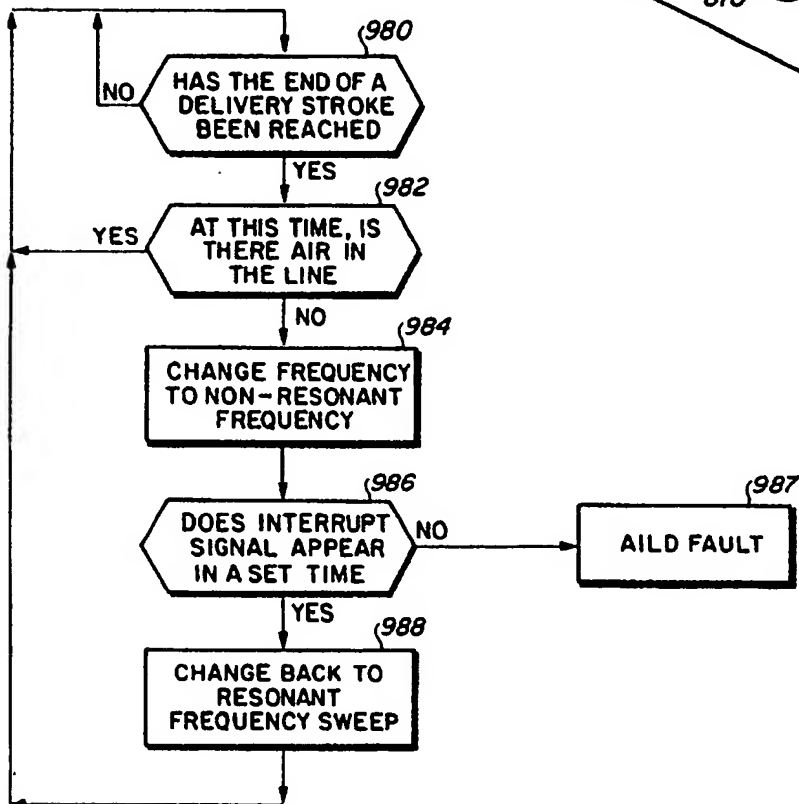 980
HAS THE END OF A
DELIVERY STROKE
BEEN REACHED
NO
YES
982
AT THIS TIME, IS
THERE AIR IN
THE LINE
YES
NO
984
CHANGE FREQUENCY
TO NON-RESONANT
FREQUENCY
986
DOES INTERRUPT
SIGNAL APPEAR
IN A SET TIME
NO
987
AILD FAULT
YES
988
CHANGE BACK TO
RESONANT
FREQUENCY SWEEP